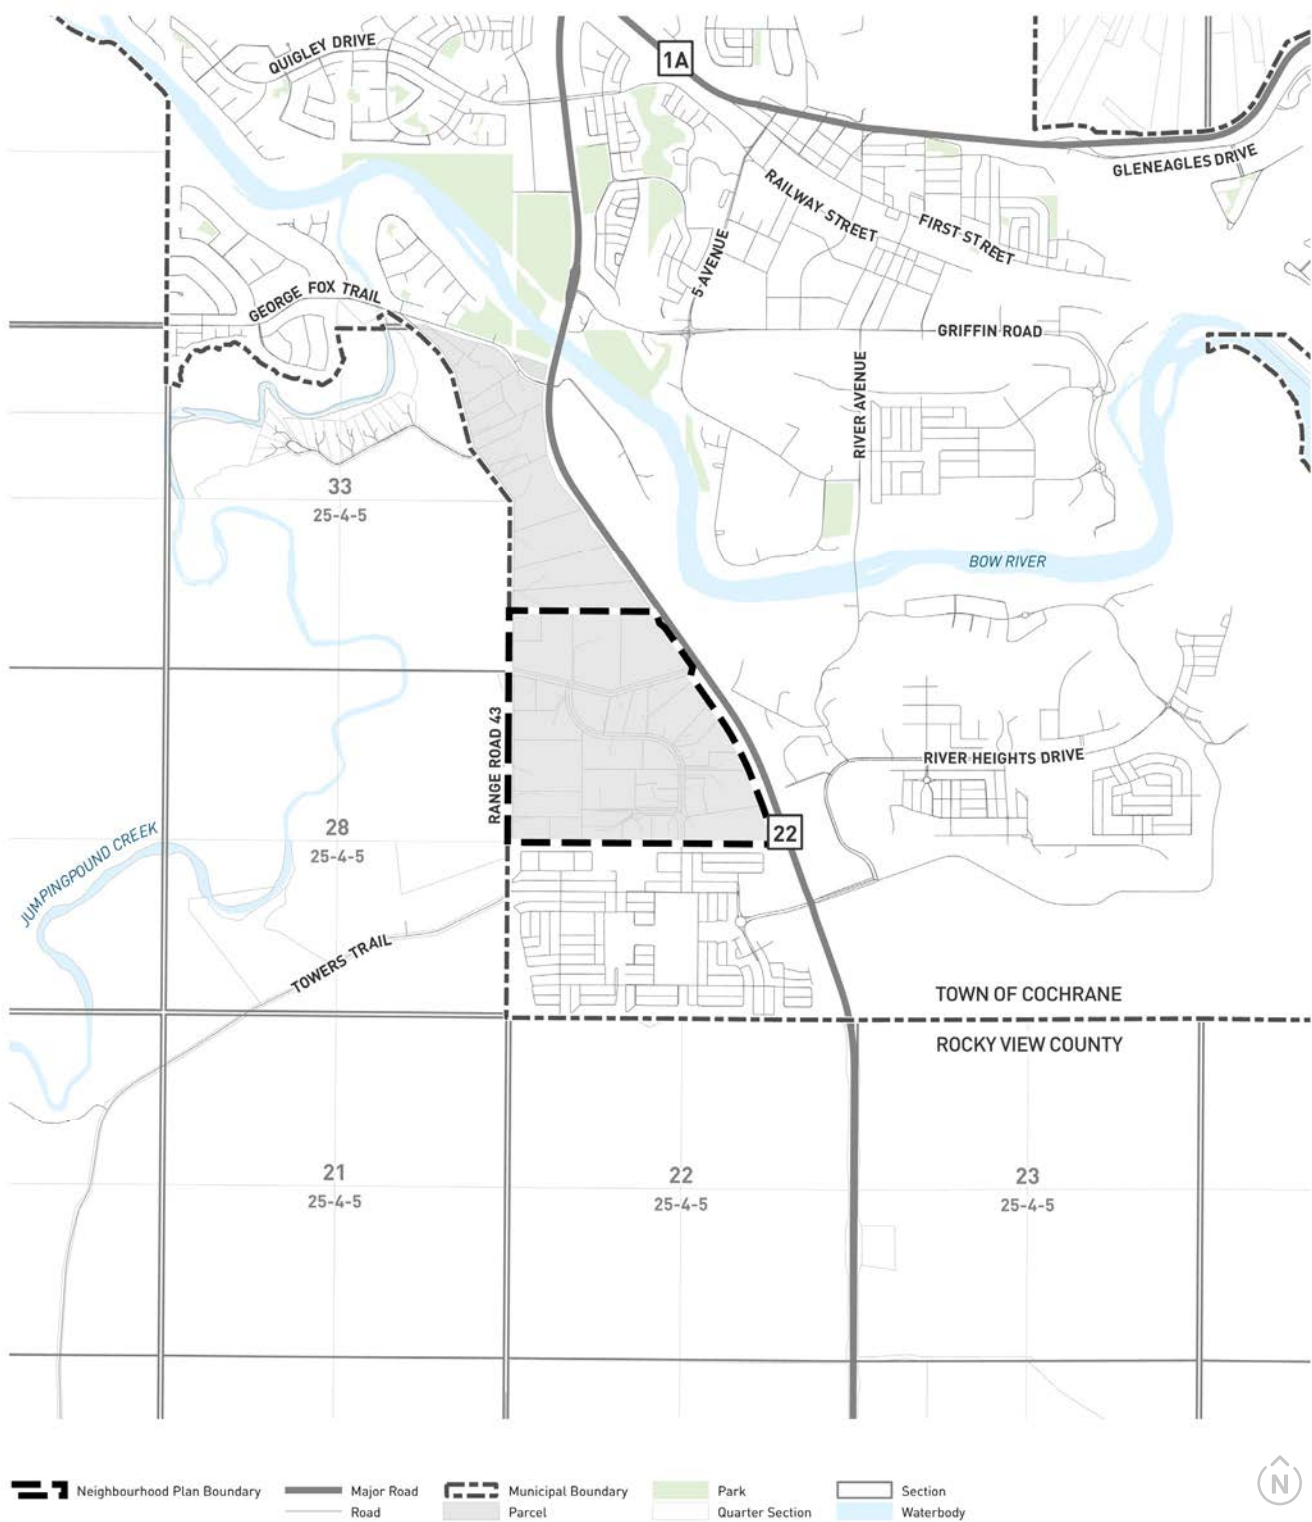 QUIGLEY DRIVE
1A
GLENEAGLES DRIVE
RAILWAY STREET
FIRST STREET
5 AVENUE
GEORGE FOX TRAIL
GRIFFIN ROAD
RIVER AVENUE
33
25-4-5
BOW RIVER
RANGE ROAD 43
RIVER HEIGHTS DRIVE
28
25-4-5
22
JUMPINGPOUND CREEK
TOWERS TRAIL
TOWN OF COCHRANE
ROCKY VIEW COUNTY
21
25-4-5
22
25-4-5
23
25-4-5
Neighbourhood Plan Boundary
Major Road
Road
Municipal Boundary
Parcel
Park
Quarter Section
Section
Waterbody
N